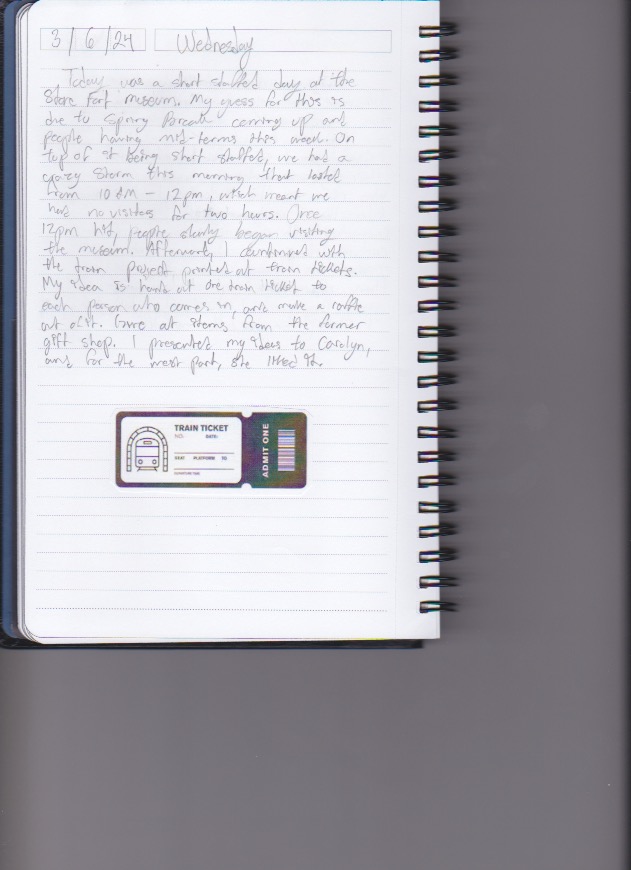 3/6/24 Wednesday
Today was a short staffed day at the
Stone Fort museum. My guess for this is
due to Spring Break coming up and
people having mid-terms this week. On
top of it being short staffed, we had a
crazy storm this morning that lasted
from 10 AM - 12pm, which meant we
had no visitors for two hours. Once
12pm hit, people slowly began visiting
the museum. Afterward, I continued with
the train project printed out train tickets.
My idea is hand out one train ticket to
each person who comes in, and make a raffle
out of it. Give out items from the former
gift shop. I presented my ideas to Carolyn,
and for the most part, she liked it.
TRAIN TICKET
NO: DATE:
SEAT PLATFORM TO
DEPARTURE TIME
ADMIT ONE